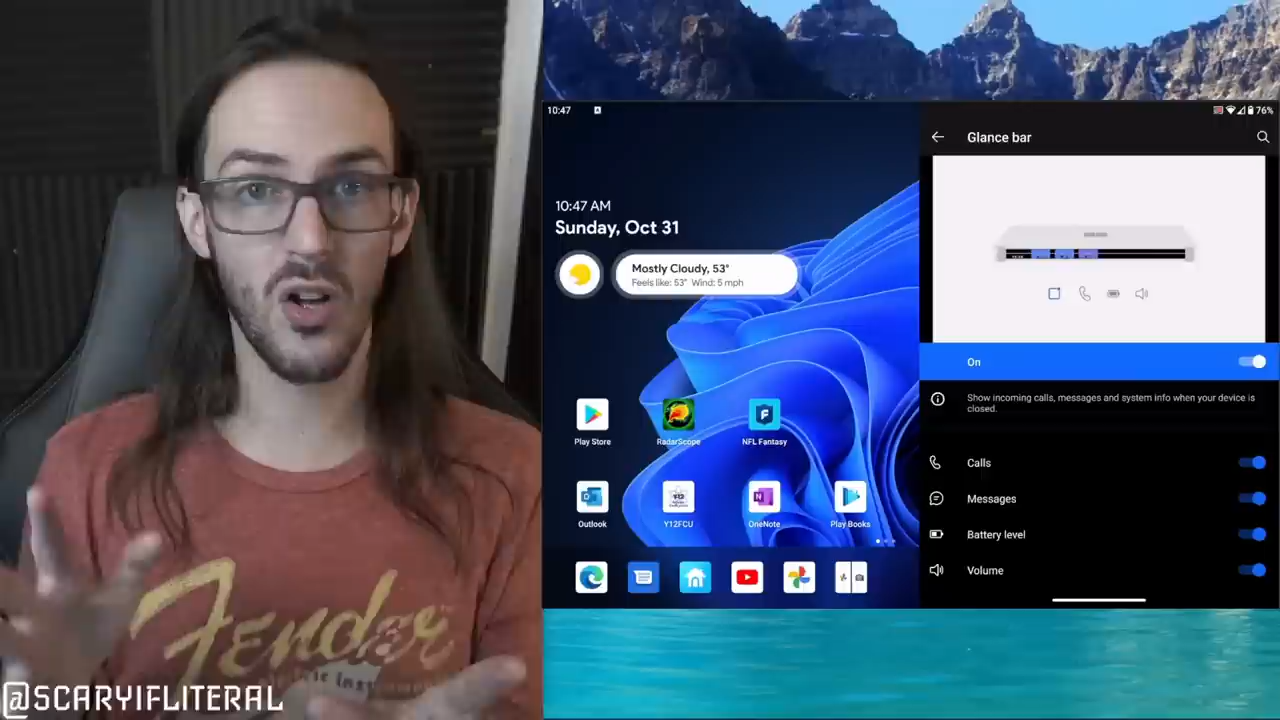 10:47
76%
10:47 AM
Sunday, Oct 31
Mostly Cloudy, 53°
Feels like: 53° Wind: 5 mph
Play Store
RadarScope
NFL Fantasy
Outlook
Y12FCU
OneNote
Play Books
Glance bar
On
Show incoming calls, messages and system info when your device is
closed.
Calls
Messages
Battery level
Volume
Fender
@SCARYIFLITERAL